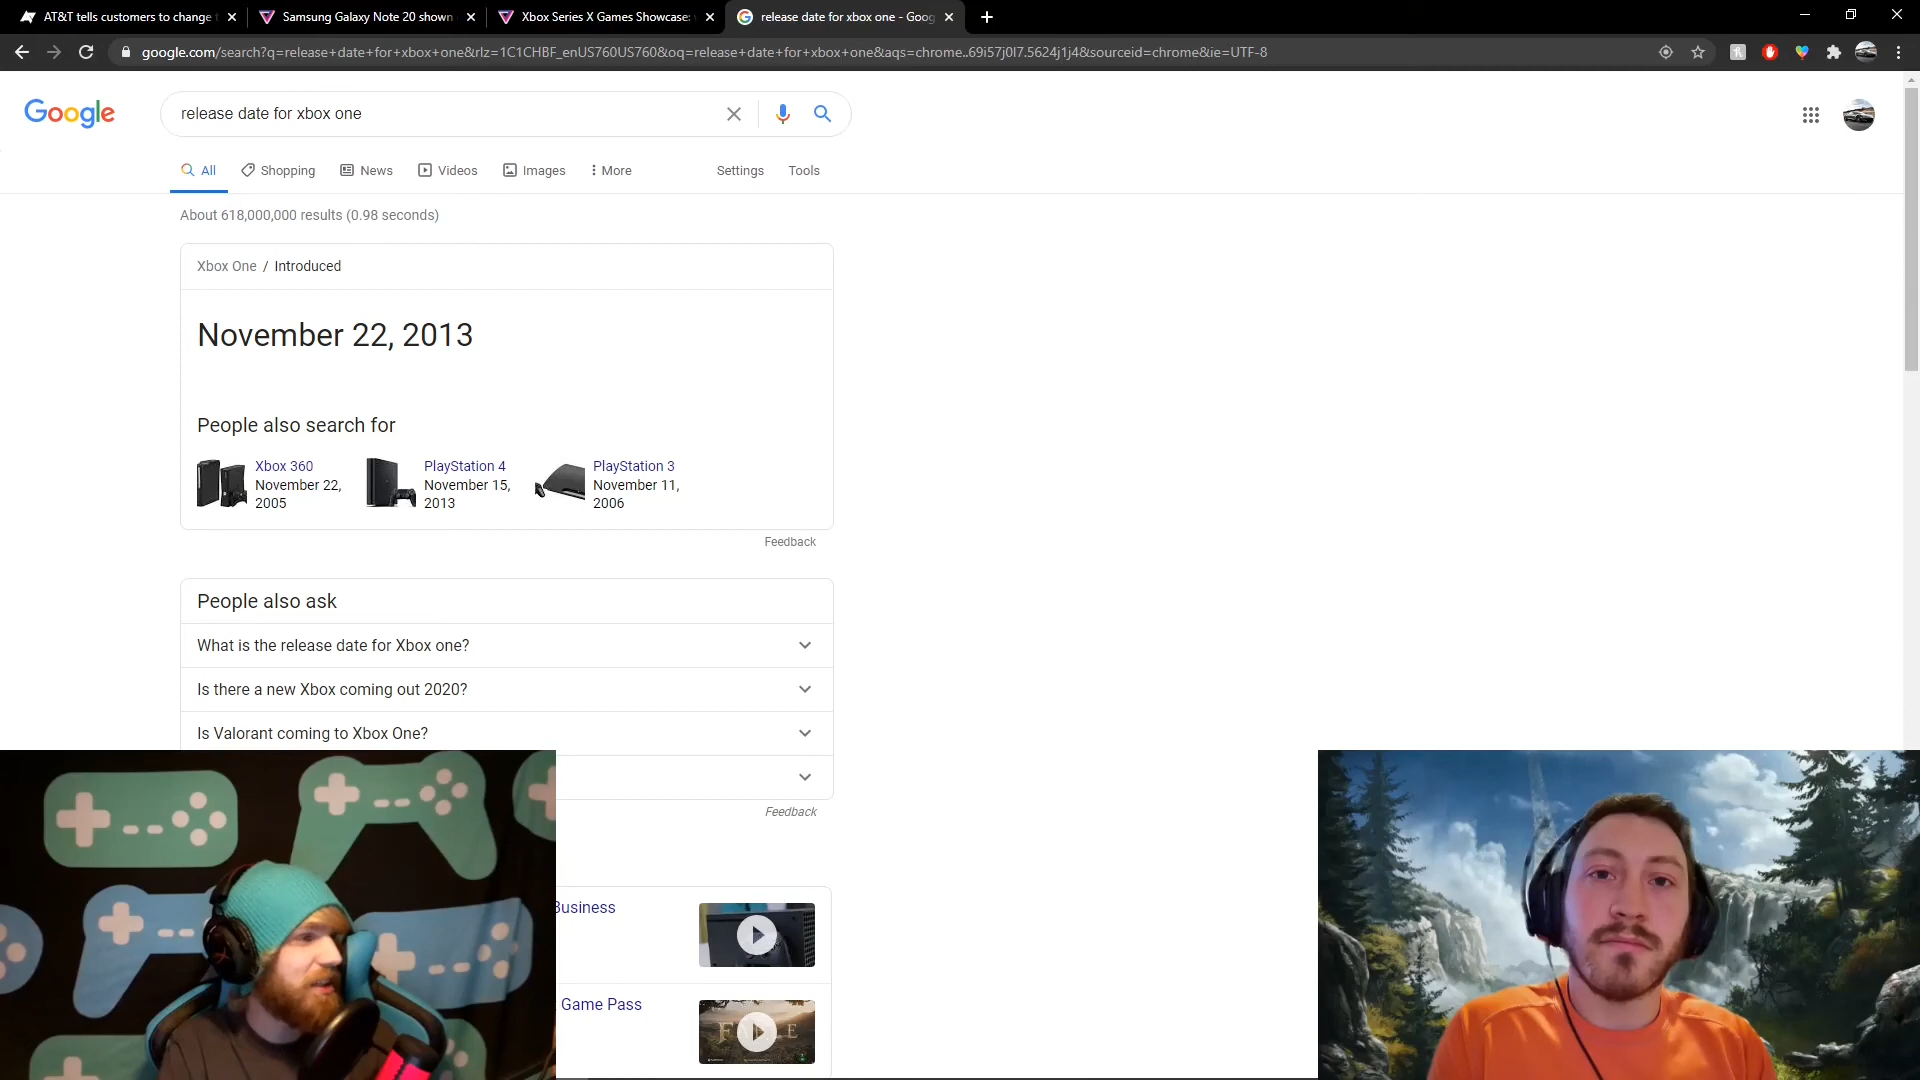 AT&T tells customers to change
Samsung Galaxy Note 20 shown
Xbox Series X Games Showcase:
release date for xbox one - Goog
google.com/search?q=release+date+for+xbox+one&rlz=1C1CHBF_enUS760US760&oq=release+date+for+xbox+one&aqs=chrome..69i57j0l7.5624j1j4&sourceid=chrome&ie=UTF-8
Google
release date for xbox one
All
Shopping
News
Videos
Images
More
Settings
Tools
About 618,000,000 results (0.98 seconds)
Xbox One / Introduced
November 22, 2013
People also search for
Xbox 360
November 22,
2005
PlayStation 4
November 15,
2013
PlayStation 3
November 11,
2006
Feedback
People also ask
What is the release date for Xbox one?
Is there a new Xbox coming out 2020?
Is Valorant coming to Xbox One?
Feedback
Business
Game Pass